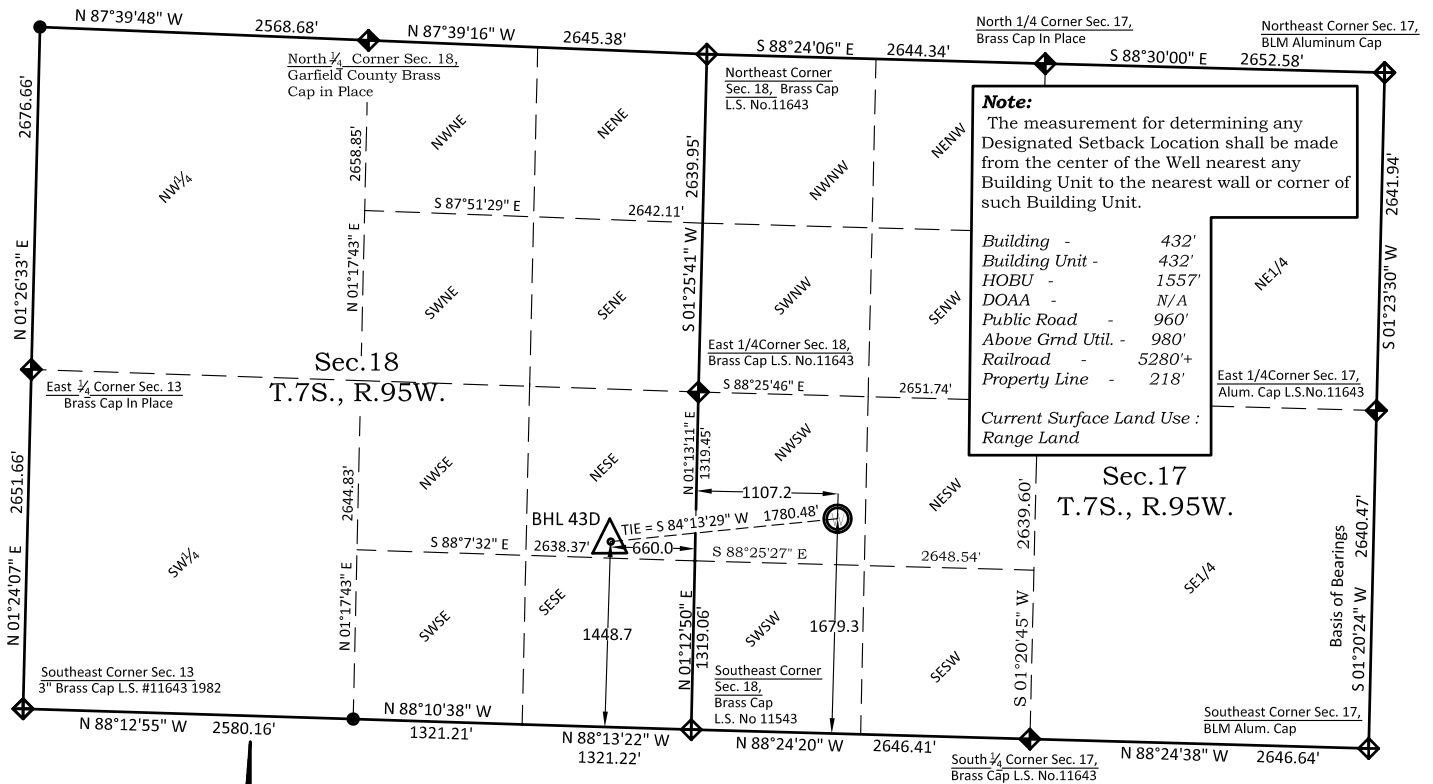 N 87°39'48" W
2568.68'
N 87°39'16" W
2645.38'
S 88°24'06" E
2644.34'
North 1/4 Corner Sec. 17,
Brass Cap In Place
S 88°30'00" E
2652.58'
Northeast Corner Sec. 17,
BLM Aluminum Cap
North ¼ Corner Sec. 18,
Garfield County Brass
Cap in Place
Northeast Corner
Sec. 18, Brass Cap
L.S. No.11643
2676.66'
N 01°26'33" E
NW¼
2658.85'
N 01°17'43" E
NWNE
NENE
2639.95'
S 01°25'41" W
NWNW
NENW
Note:
The measurement for determining any
Designated Setback Location shall be made
from the center of the Well nearest any
Building Unit to the nearest wall or corner of
such Building Unit.
Building - 432'
Building Unit - 432'
HOBU - 1557'
DOAA - N/A
Public Road - 960'
Above Grnd Util. - 980'
Railroad - 5280'+
Property Line - 218'
Current Surface Land Use :
Range Land
2641.94'
S 01°23'30" W
NE1/4
S 87°51'29" E
2642.11'
SWNE
SENE
SWNW
SENW
Sec.18
T.7S., R.95W.
East 1/4Corner Sec. 18,
Brass Cap L.S. No.11643
East ¼ Corner Sec. 13
Brass Cap In Place
S 88°25'46" E
2651.74'
East 1/4Corner Sec. 17,
Alum. Cap L.S.No.11643
2651.66'
N 01°24'07" E
SW¼
2644.83'
N 01°17'43" E
NWSE
NESE
N 01°13'11" E
1319.45'
NWSW
NESW
Sec.17
T.7S., R.95W.
1107.2
BHL 43D
TIE = S 84°13'29" W
1780.48'
660.0
2639.60'
S 01°20'45" W
2640.47'
S 01°20'24" W
Basis of Bearings
S 88°7'32" E
2638.37'
S 88°25'27" E
2648.54'
SE1/4
SWSE
SESE
1448.7
N 01°12'50" E
1319.06'
SWSW
1679.3
SESW
Southeast Corner Sec. 13
3" Brass Cap L.S. #11643 1982
Southeast Corner
Sec. 18,
Brass Cap
L.S. No 11543
Southeast Corner Sec. 17,
BLM Alum. Cap
N 88°12'55" W
2580.16'
N 88°10'38" W
1321.21'
N 88°13'22" W
1321.22'
N 88°24'20" W
2646.41'
South ¼ Corner Sec. 17,
Brass Cap L.S. No.11643
N 88°24'38" W
2646.64'